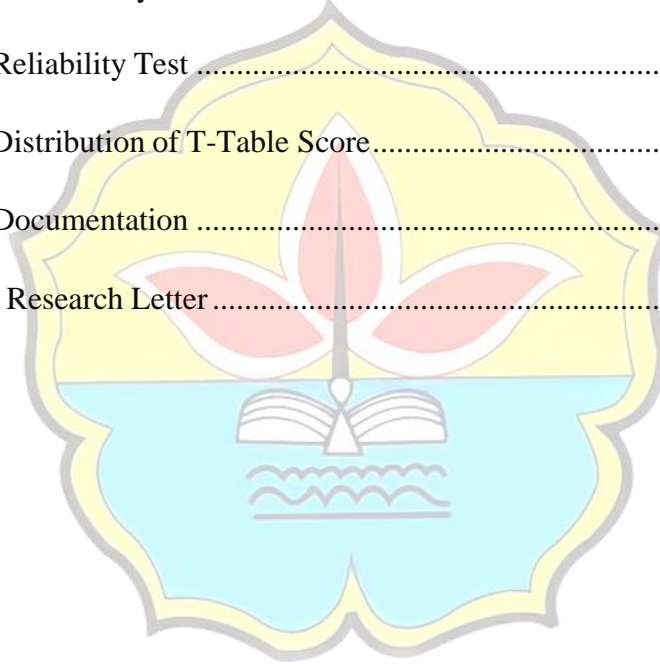 Reliability Test ................................................................
Distribution of T-Table Score........................................
Documentation ................................................................
Research Letter ..............................................................